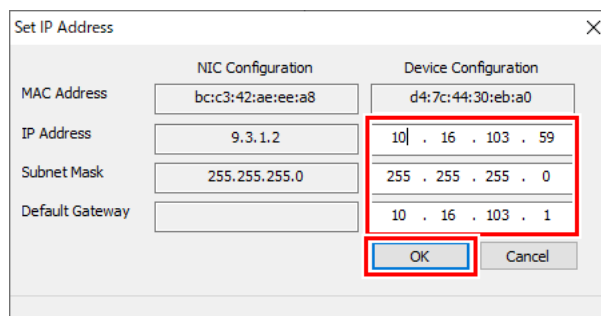 Set IP Address
NIC Configuration Device Configuration
MAC Address bc:c3:42:ae:ee:a8 d4:7c:44:30:eb:a0
IP Address 9.3.1.2 10 . 16 . 103 . 59
Subnet Mask 255.255.255.0 255 . 255 . 255 . 0
Default Gateway 10 . 16 . 103 . 1
OK Cancel